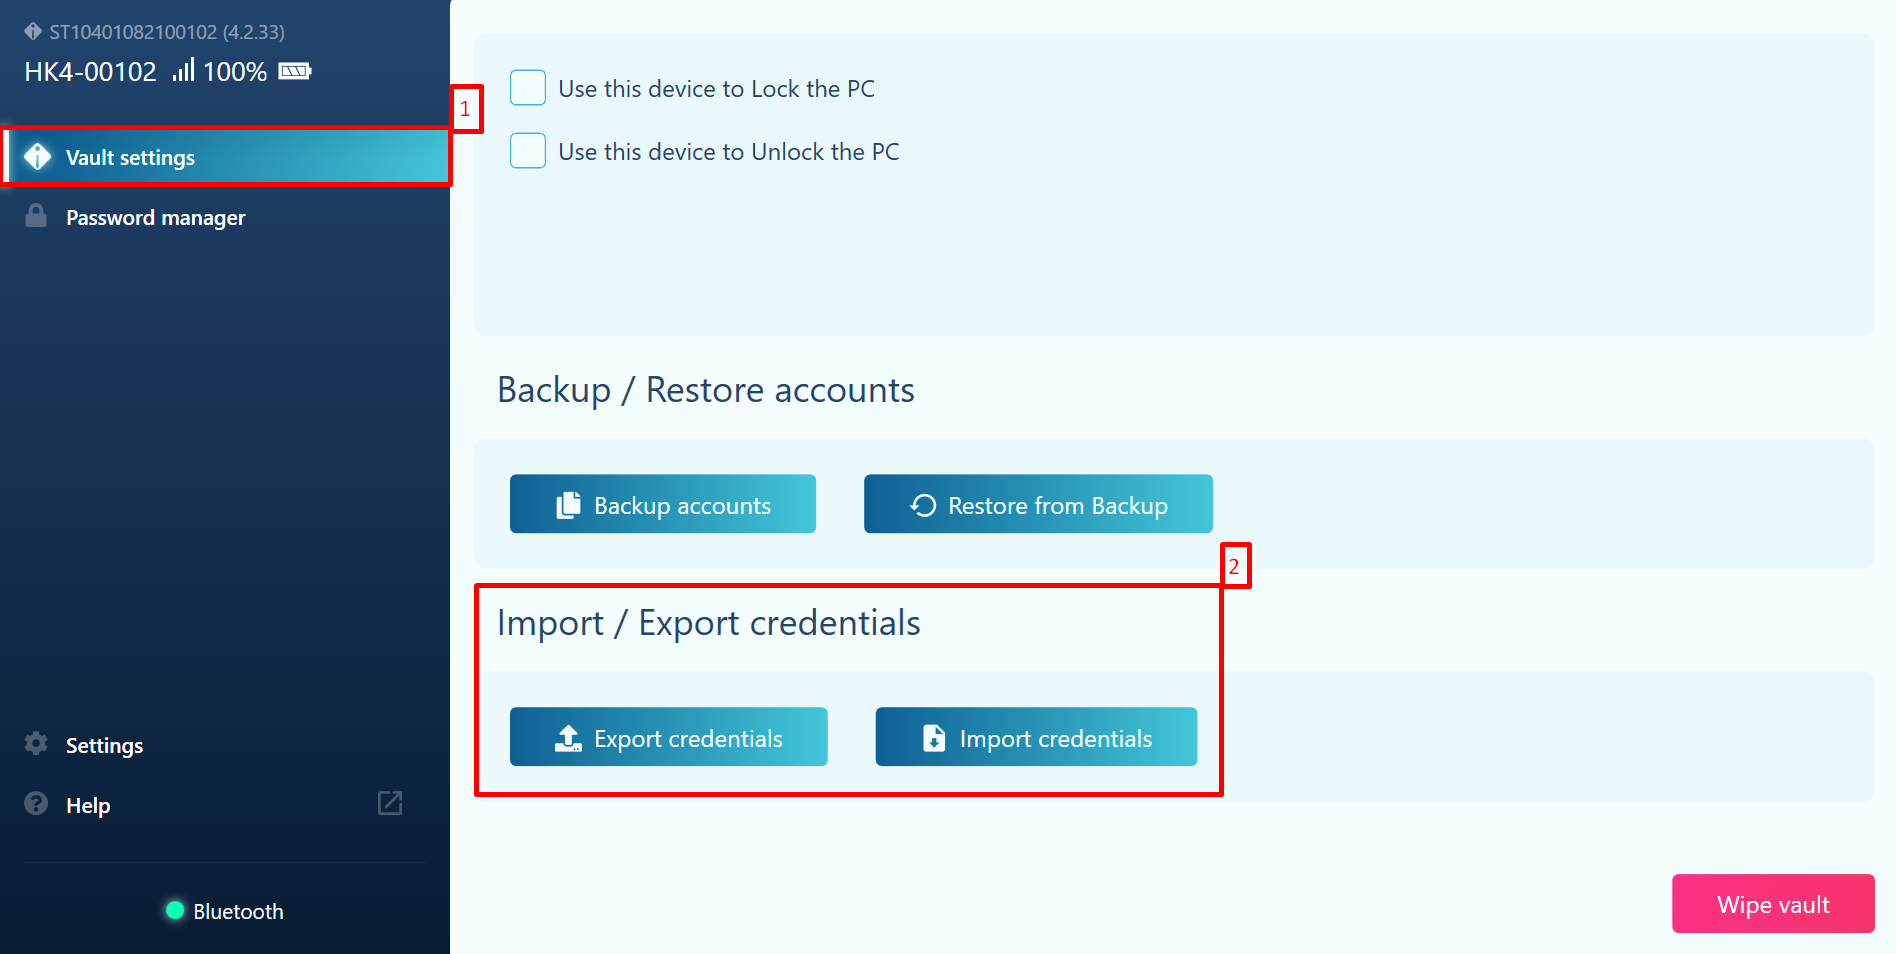 ST10401082100102 (4.2.33)
HK4-00102 100%
1
Vault settings
Password manager
Use this device to Lock the PC
Use this device to Unlock the PC
Backup / Restore accounts
Backup accounts Restore from Backup
2
Import / Export credentials
Export credentials Import credentials
Settings
Help
Bluetooth
Wipe vault